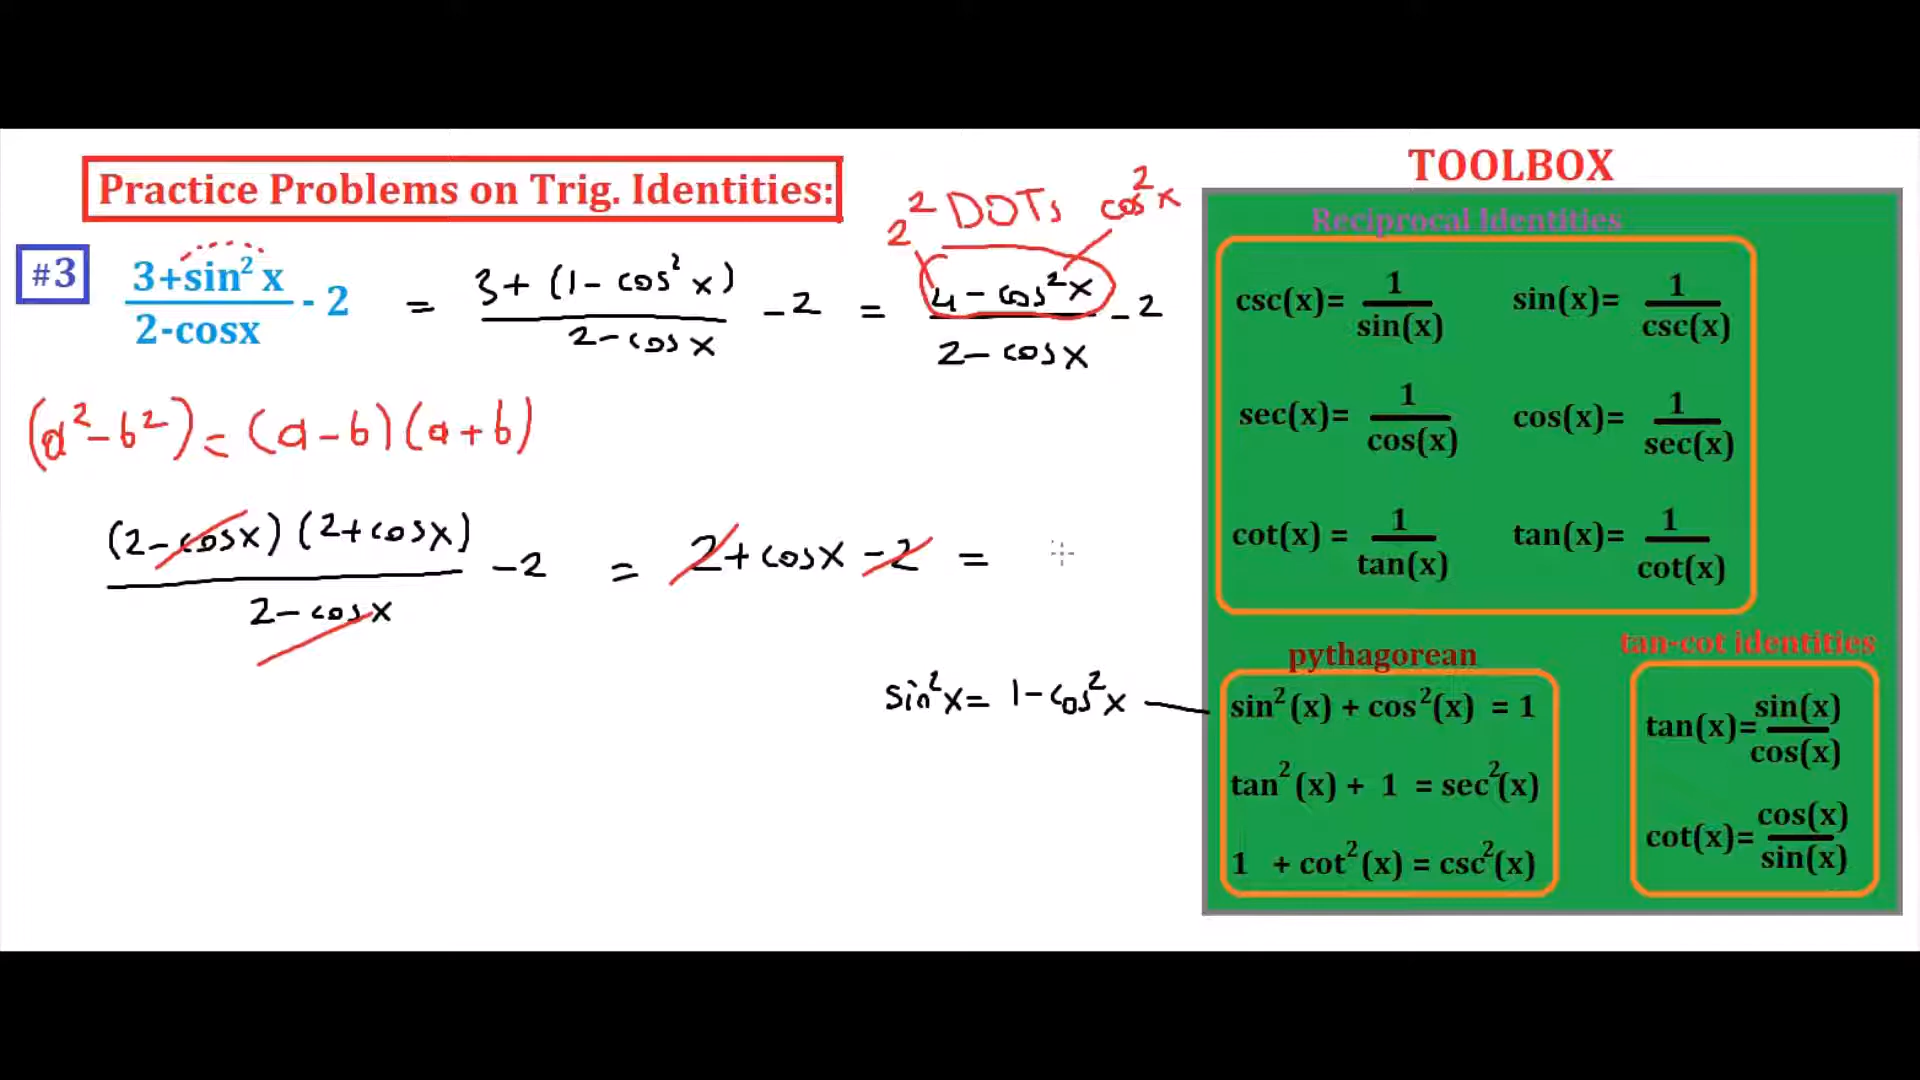 Practice Problems on Trig. Identities:
#3
(3+sin² x)/(2-cosx) - 2 = (3+(1-cos²x))/(2-cosx) -2 = (4-cos²x)/(2-cosx) -2
2² DOTs cos²x
(a²-b²)=(a-b)(a+b)
((2-cosx)(2+cosx))/(2-cosx) -2 = 2+cosx-2 =
sin²x= 1-cos²x
TOOLBOX
Reciprocal Identities
csc(x)= 1/sin(x) sin(x)= 1/csc(x)
sec(x)= 1/cos(x) cos(x)= 1/sec(x)
cot(x) = 1/tan(x) tan(x)= 1/cot(x)
pythagorean
sin²(x) + cos²(x) = 1
tan²(x) + 1 = sec²(x)
1 + cot²(x) = csc²(x)
tan-cot identities
tan(x)= sin(x)/cos(x)
cot(x)= cos(x)/sin(x)